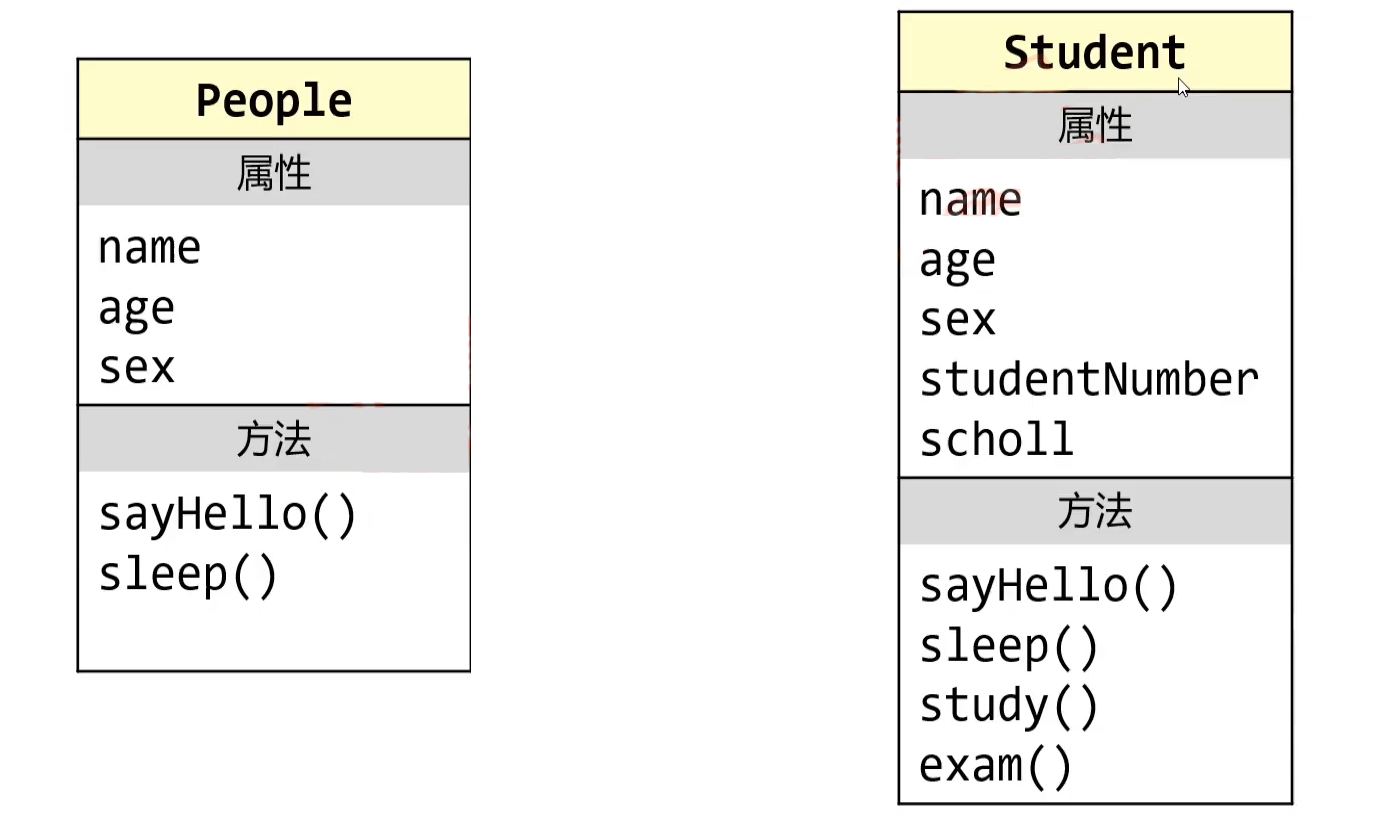 People
属性
name
age
sex
方法
sayHello()
sleep()
Student
属性
name
age
sex
studentNumber
scholl
方法
sayHello()
sleep()
study()
exam()